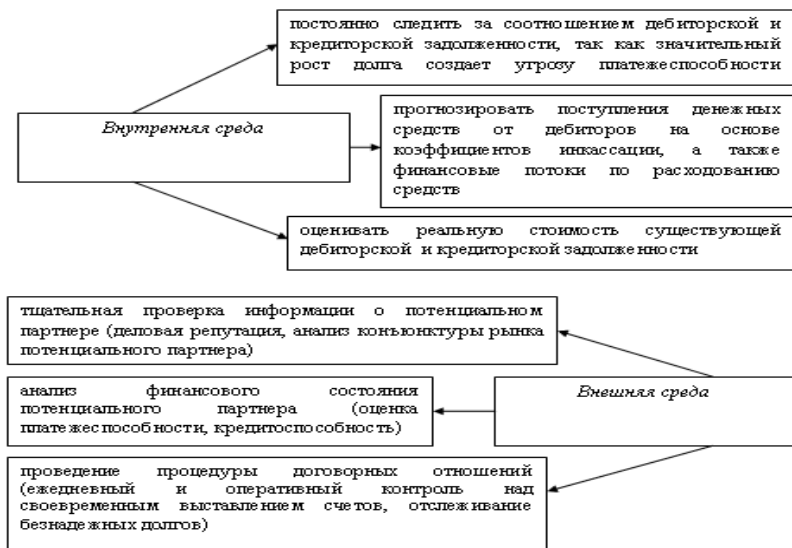 постоянно следить за соотношением дебиторской и
кредиторской задолженности, так как значительный
рост долга создает угрозу платежеспособности
Внутренняя среда
прогнозировать поступления денежных
средств от дебиторов на основе
коэффициентов инкассации, а также
финансовые потоки по расходованию
средств
оценивать реальную стоимость существующей
дебиторской и кредиторской задолженности
тщательная проверка информации о потенциальном
партнере (деловая репутация, анализ конъюнктуры рынка
потенциального партнера)
анализ финансового состояния
потенциального партнера (оценка
платежеспособности, кредитоспособность)
Внешняя среда
проведение процедуры договорных отношений
(ежедневный и оперативный контроль над
своевременным выставлением счетов, отслеживание
безнадежных долгов)